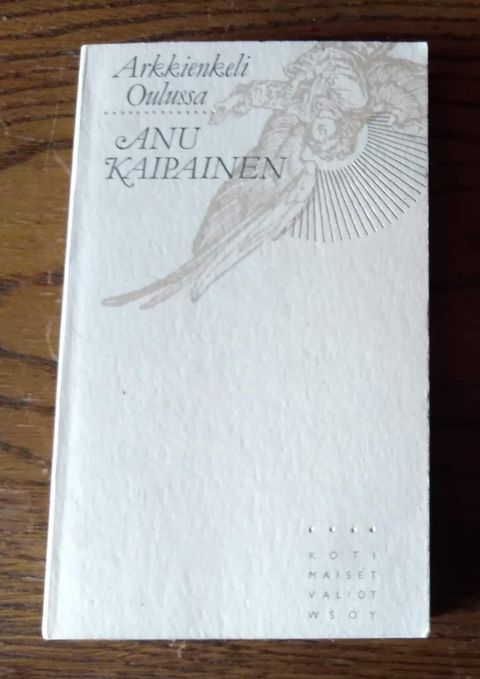 Arkkienkeli
Oulussa
ANU
KAIPAINEN
KOTI
MAISET
VALIOT
WSOY